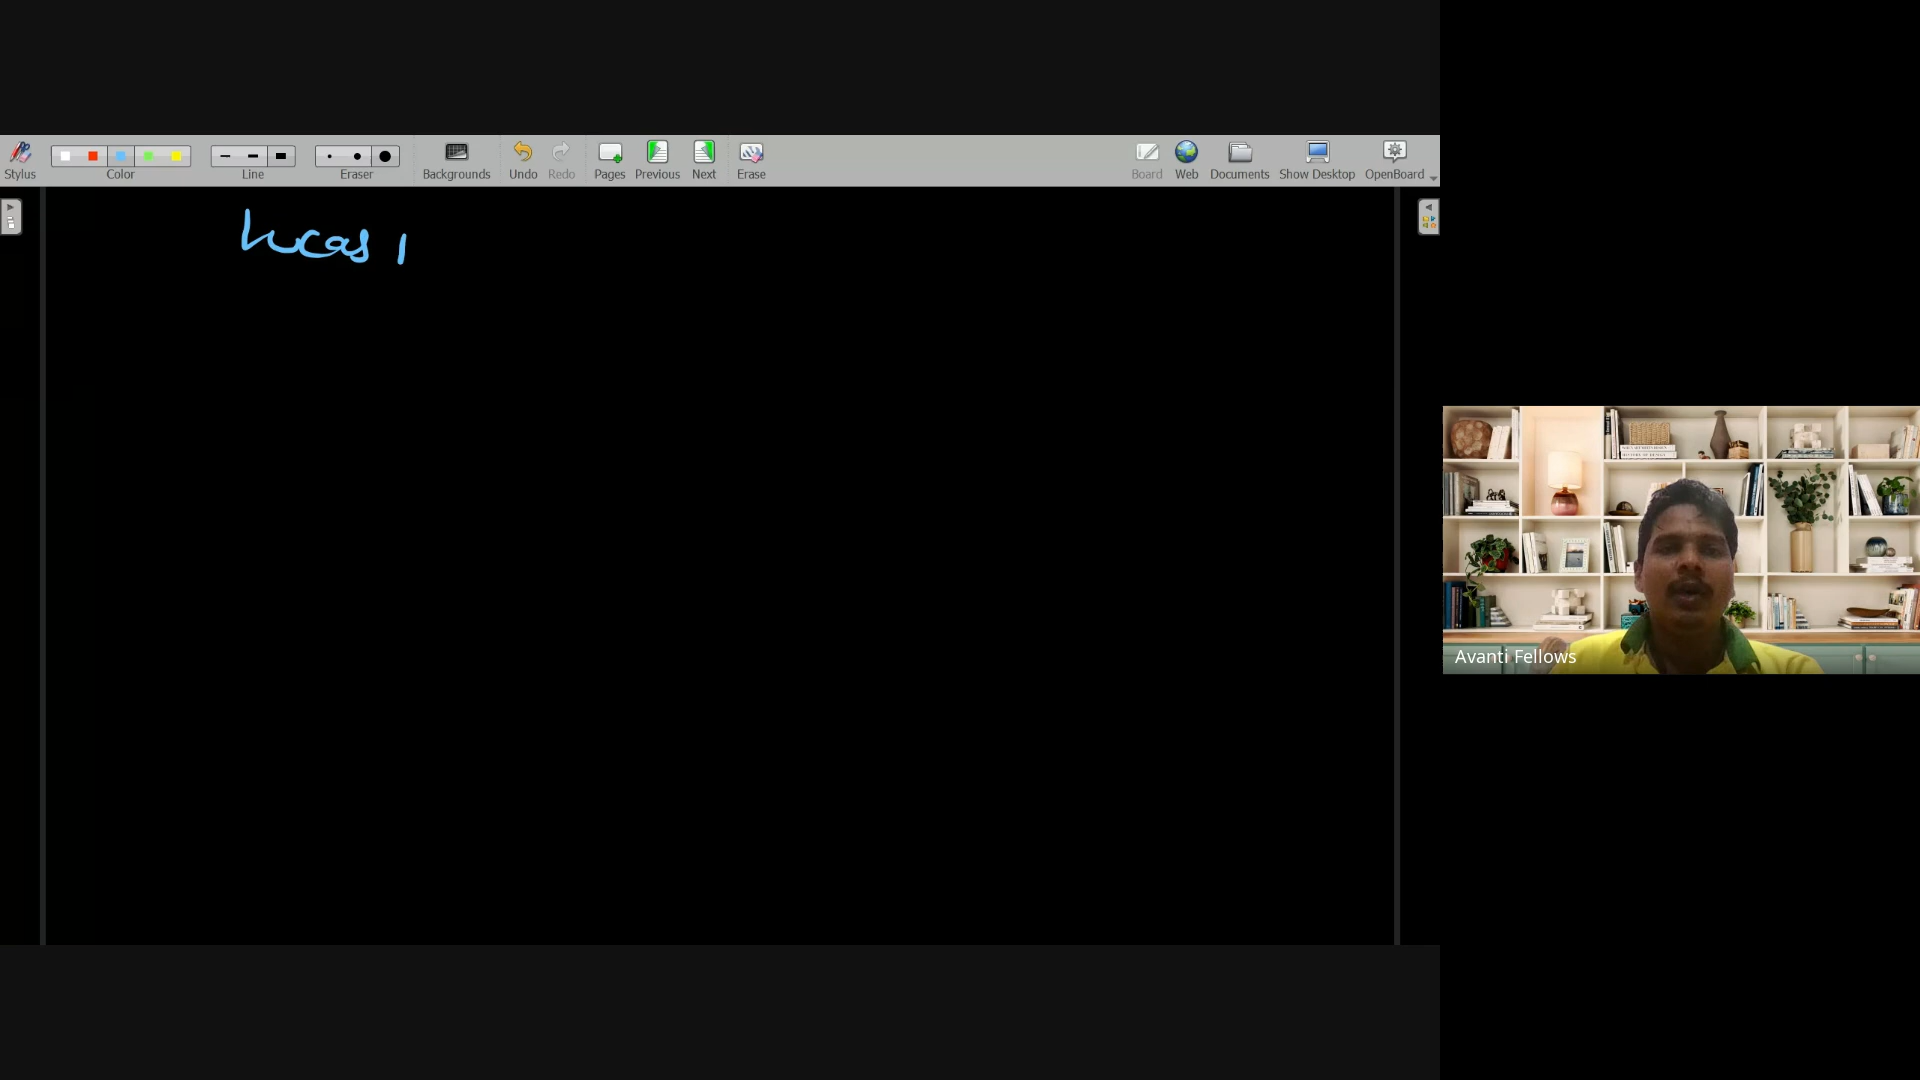 Stylus Color Line Eraser Backgrounds Undo Redo Pages Previous Next Erase Board Web Documents Show Desktop OpenBoard
lucas
Avanti Fellows